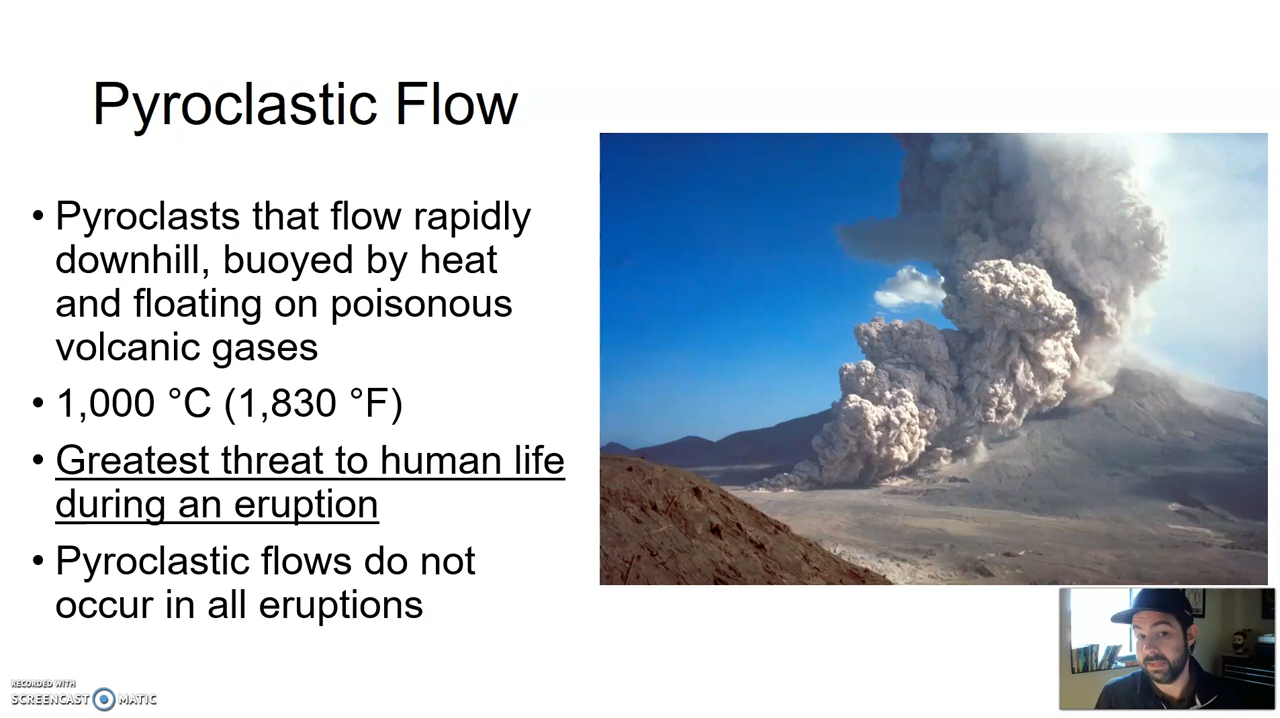 Pyroclastic Flow
• Pyroclasts that flow rapidly
downhill, buoyed by heat
and floating on poisonous
volcanic gases
• 1,000 °C (1,830 °F)
• Greatest threat to human life
during an eruption
• Pyroclastic flows do not
occur in all eruptions
RECORDED WITH
SCREENCAST MATIC